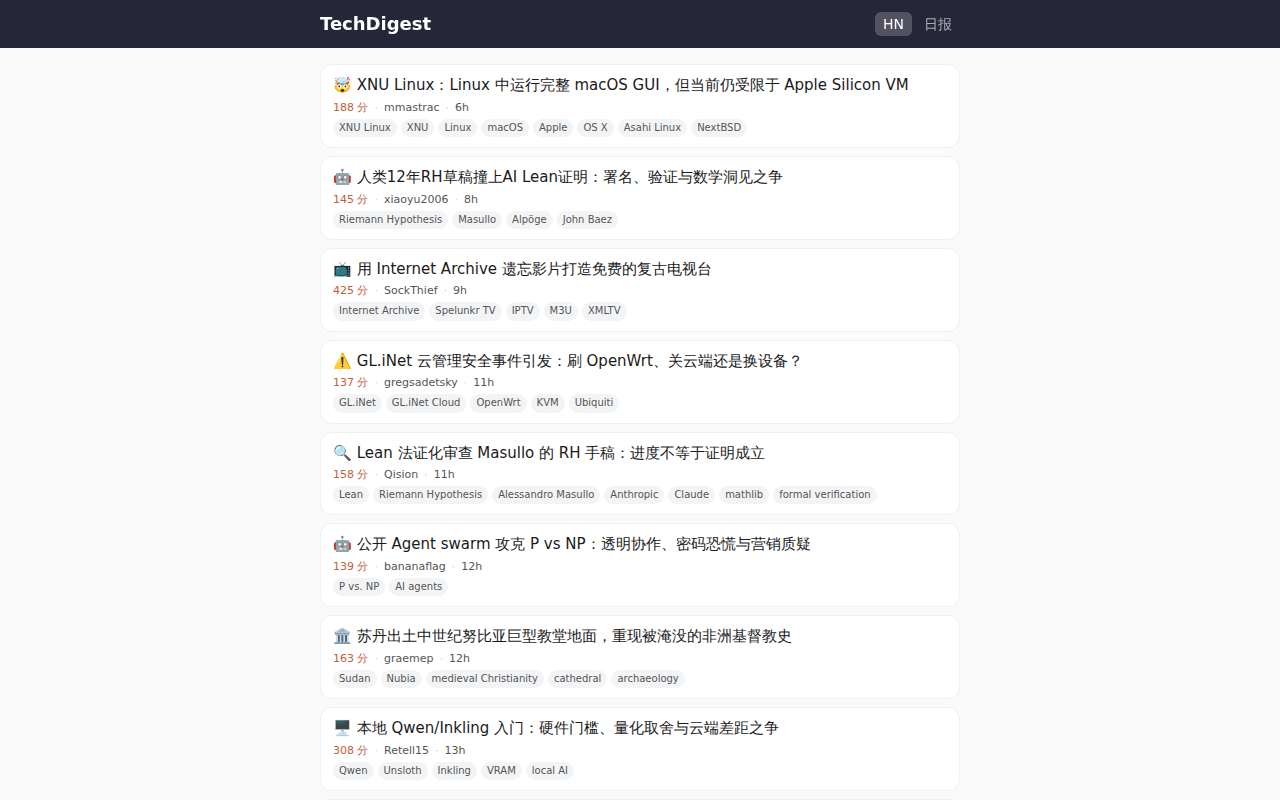 TechDigest
HN 日报
🤯 XNU Linux：Linux 中运行完整 macOS GUI，但当前仍受限于 Apple Silicon VM
188 分 · mmastrac · 6h
XNU Linux XNU Linux macOS Apple OS X Asahi Linux NextBSD
🤖 人类12年RH草稿撞上AI Lean证明：署名、验证与数学洞见之争
145 分 · xiaoyu2006 · 8h
Riemann Hypothesis Masullo Alpöge John Baez
📺 用 Internet Archive 遗忘影片打造免费的复古电视台
425 分 · SockThief · 9h
Internet Archive Spelunkr TV IPTV M3U XMLTV
⚠️ GL.iNet 云管理安全事件引发：刷 OpenWrt、关云端还是换设备？
137 分 · gregsadetsky · 11h
GL.iNet GL.iNet Cloud OpenWrt KVM Ubiquiti
🔍 Lean 法证化审查 Masullo 的 RH 手稿：进度不等于证明成立
158 分 · Qision · 11h
Lean Riemann Hypothesis Alessandro Masullo Anthropic Claude mathlib formal verification
🤖 公开 Agent swarm 攻克 P vs NP：透明协作、密码恐慌与营销质疑
139 分 · bananaflag · 12h
P vs. NP AI agents
🏛️ 苏丹出土中世纪努比亚巨型教堂地面，重现被淹没的非洲基督教史
163 分 · graemep · 12h
Sudan Nubia medieval Christianity cathedral archaeology
🖥️ 本地 Qwen/Inkling 入门：硬件门槛、量化取舍与云端差距之争
308 分 · Retell15 · 13h
Qwen Unsloth Inkling VRAM local AI